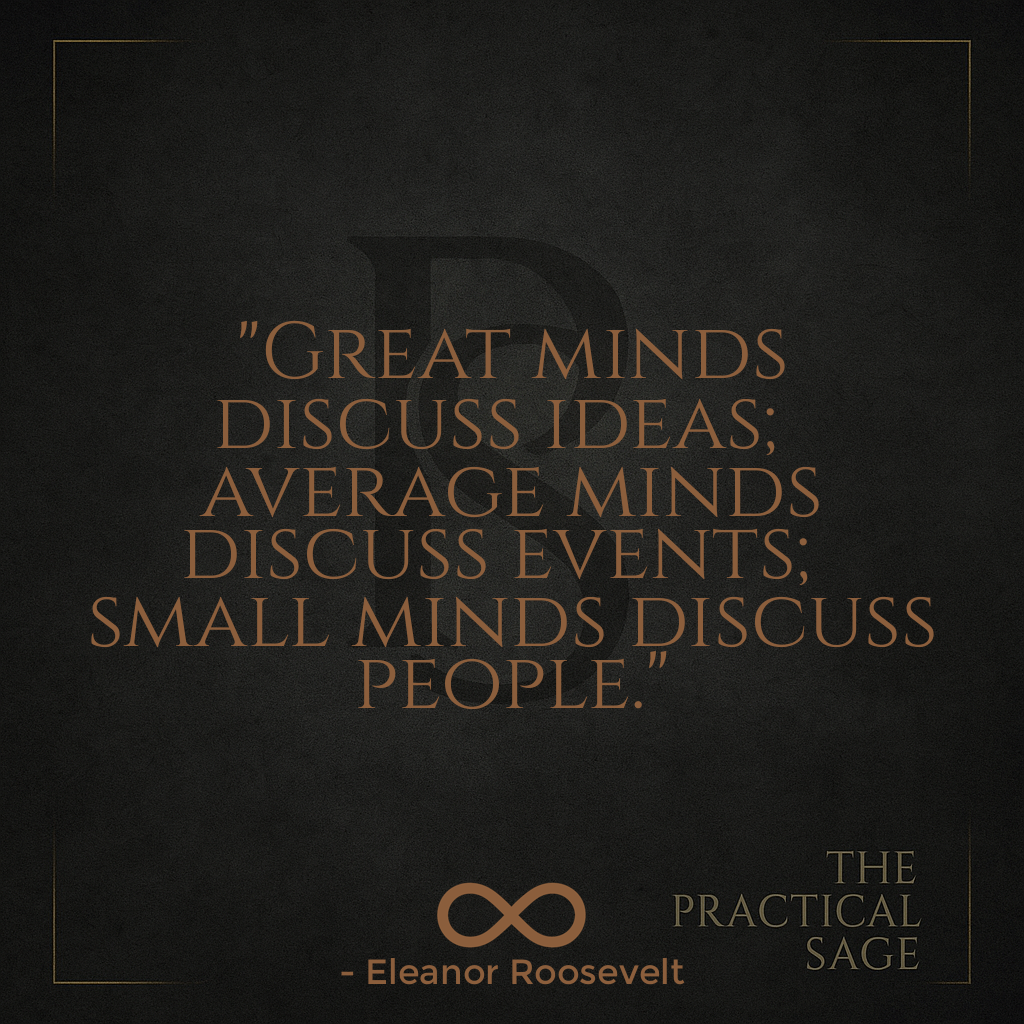 "Great minds
discuss ideas;
average minds
discuss events;
small minds discuss
people."
- Eleanor Roosevelt
THE
PRACTICAL
SAGE